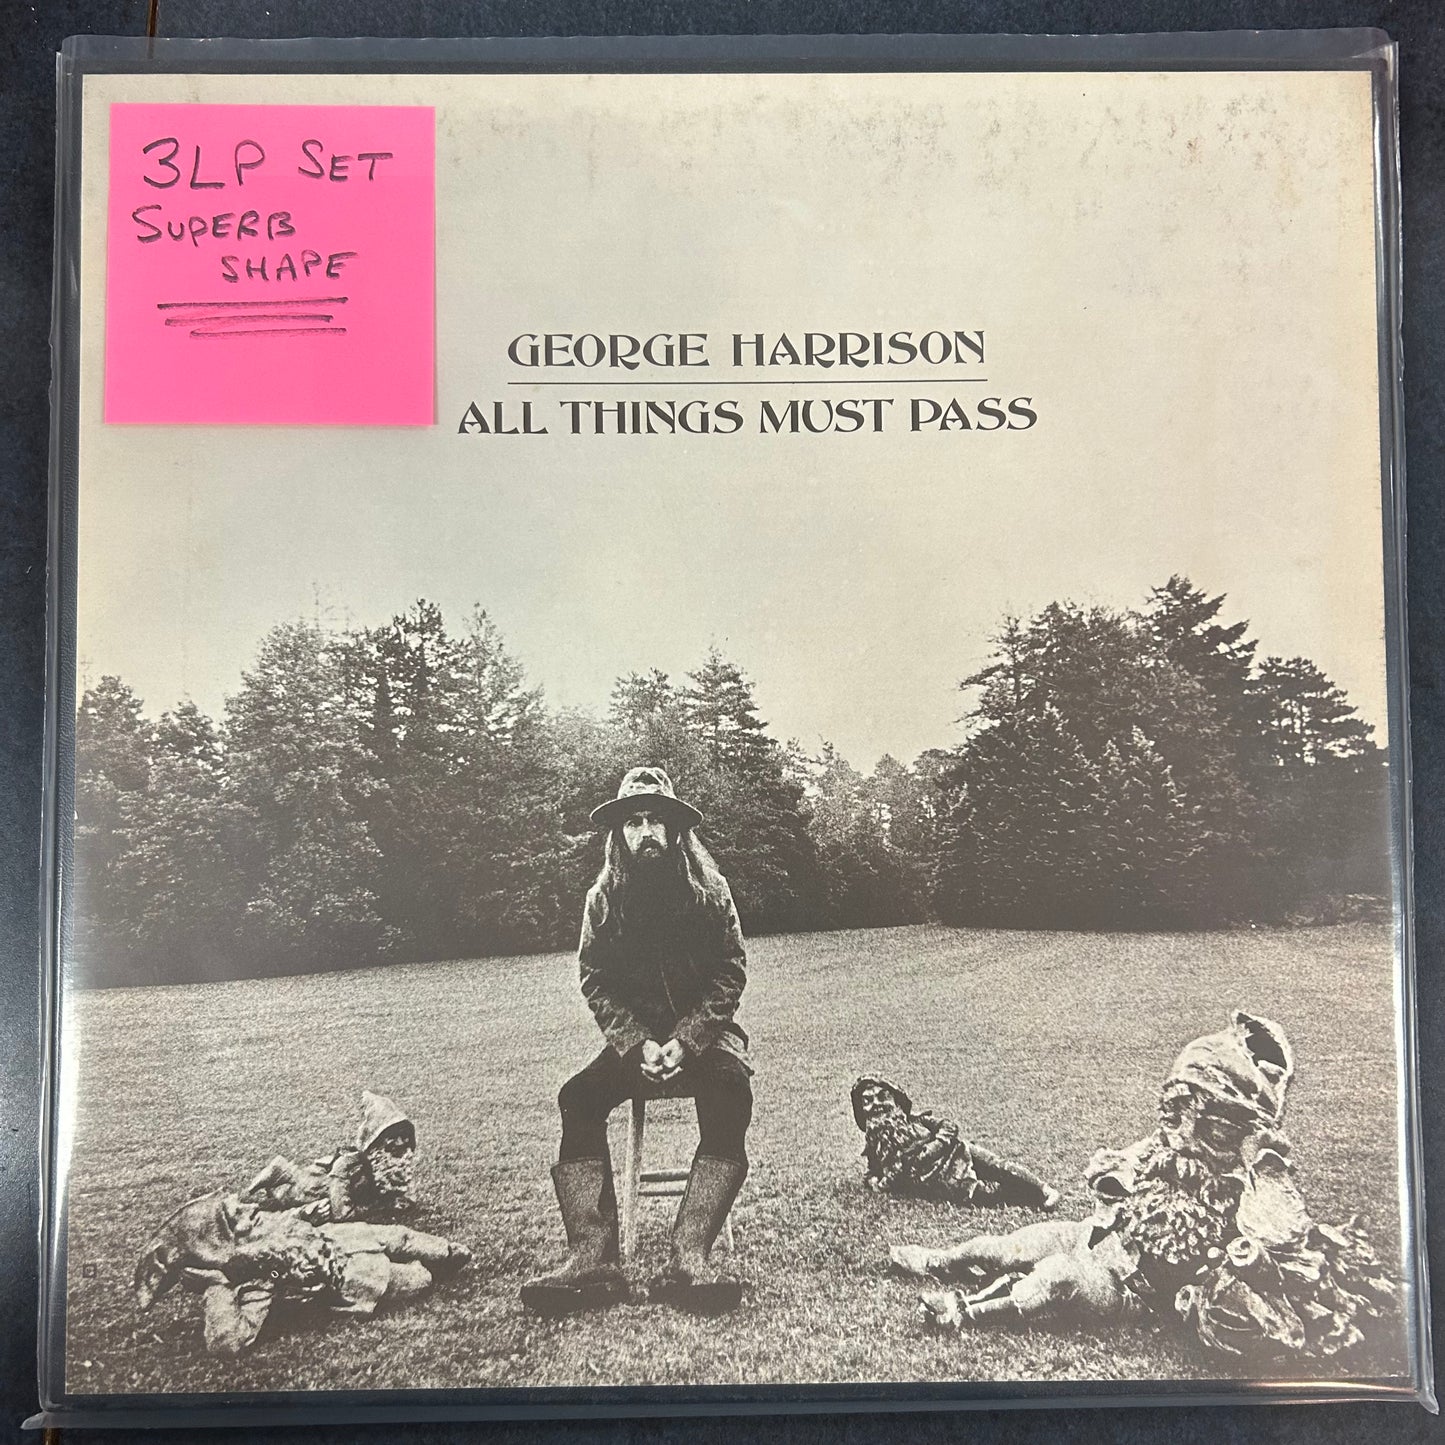 3LP SET
SUPERB
SHAPE
GEORGE HARRISON
ALL THINGS MUST PASS